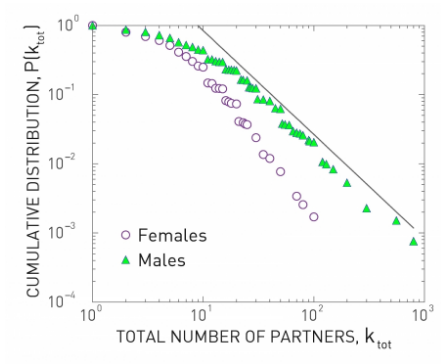 CUMULATIVE DISTRIBUTION, P(k_tot)
10^0
10^-1
10^-2
10^-3
10^-4
Females
Males
10^0 10^1 10^2 10^3
TOTAL NUMBER OF PARTNERS, k_tot